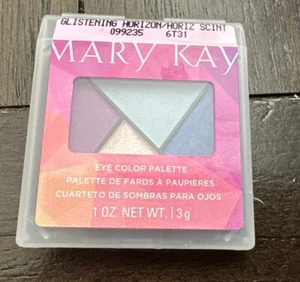 GLISTENING HORIZON/HORIZ SCINT
099235 6T31
MARY KAY
EYE COLOR PALETTE
PALETTE DE FARDS À PAUPIÈRES
CUARTETO DE SOMBRAS PARA OJOS
.1 OZ. NET WT. | 3 g